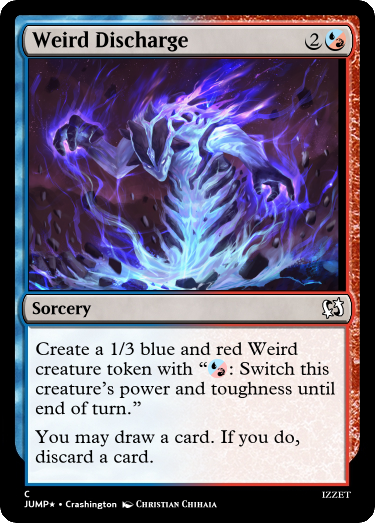 Weird Discharge 2
Sorcery
Create a 1/3 blue and red Weird
creature token with “: Switch this
creature’s power and toughness until
end of turn.”
You may draw a card. If you do,
discard a card.
C IZZET
JUMP★ • Crashington Christian Chihaia